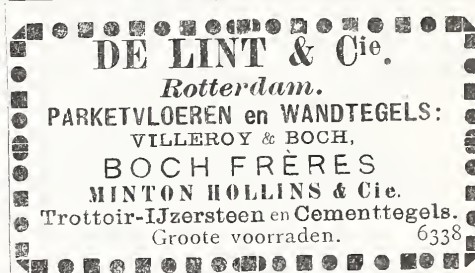 DE LINT & Cie.
Rotterdam.
PARKETVLOEREN en WANDTEGELS:
VILLEROY & BOCH,
BOCH FRÈRES
MINTON HOLLINS & Cie.
Trottoir-IJzersteen en Cementtegels.
Groote voorraden. 6338